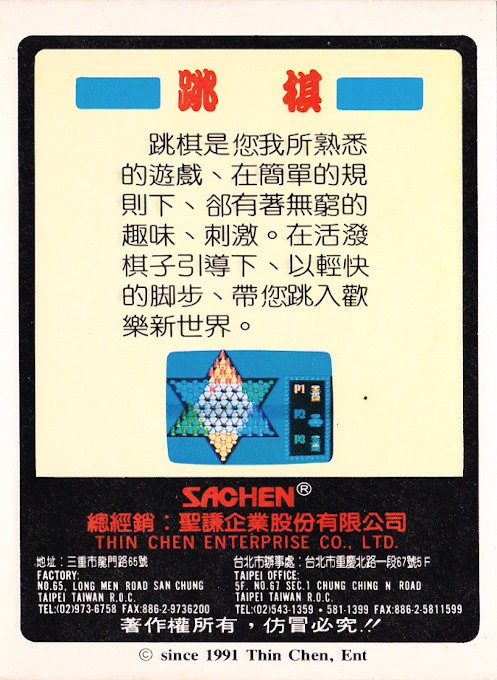 跳棋
跳棋是您我所熟悉
的遊戲、在簡單的規
則下、郤有著無窮的
趣味、刺激。在活潑
棋子引導下、以輕快
的脚步、帶您跳入歡
樂新世界。
P1
P2
P3
SACHEN®
總經銷：聖謙企業股份有限公司
THIN CHEN ENTERPRISE CO., LTD.
地址：三重市龍門路65號
FACTORY:
NO.65, LONG MEN ROAD SAN CHUNG
TAIPEI TAIWAN R.O.C.
TEL:(02)973-6758 FAX:886-2-9736200
台北市辦事處：台北市重慶北路一段67號5F
TAIPEI OFFICE:
5F. NO.67 SEC.1 CHUNG CHING N ROAD
TAIPEI TAIWAN R.O.C.
TEL:(02)543-1359・581-1399 FAX:886-2-5811599
著作權所有，仿冒必究.!!
© since 1991 Thin Chen, Ent